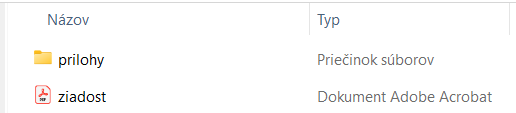 Názov Typ
prilohy Priečinok súborov
ziadost Dokument Adobe Acrobat